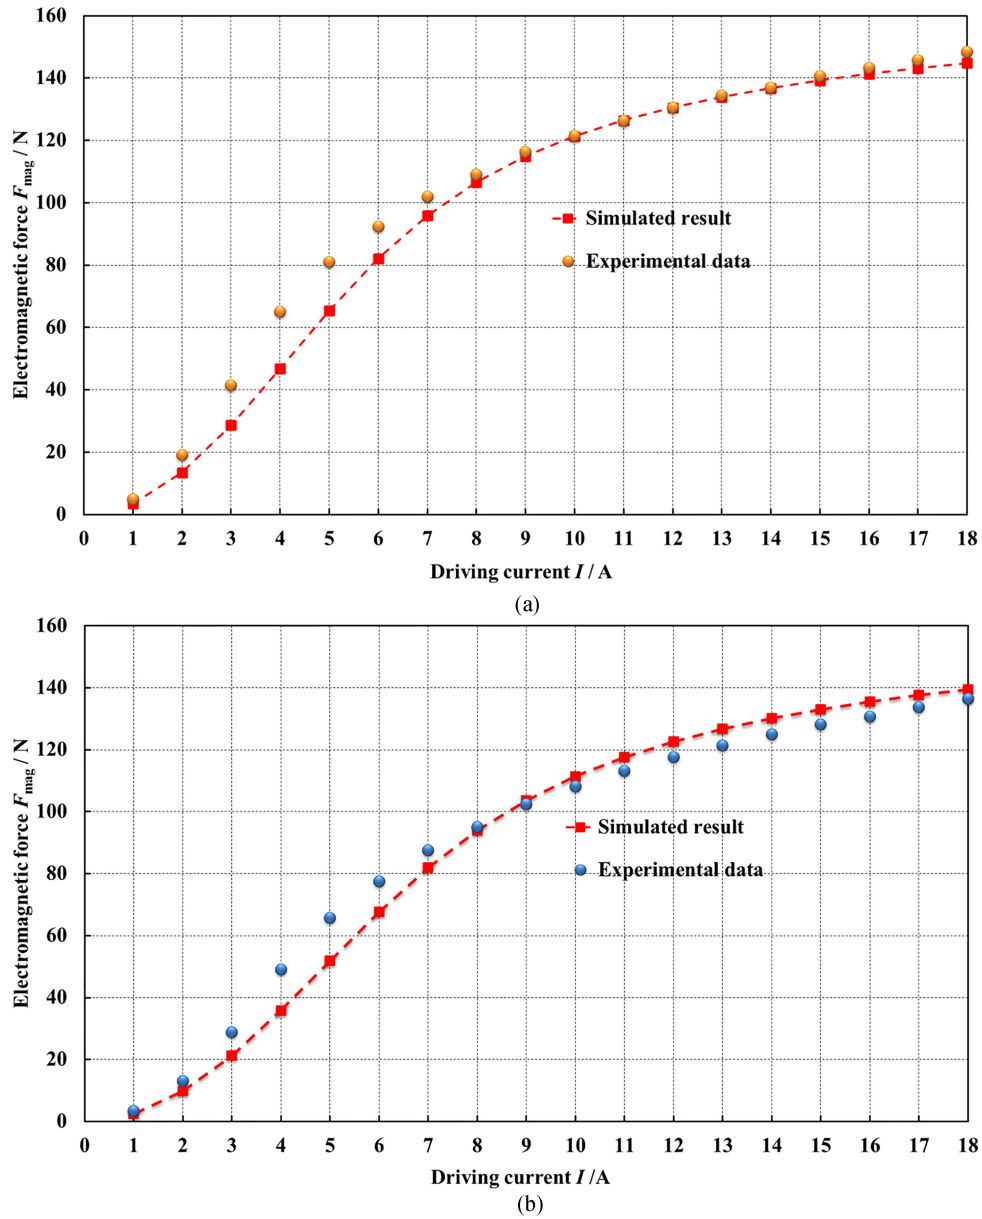 160
140
120
100
80
60
40
20
0
Electromagnetic force Fmag / N
Simulated result
Experimental data
0 1 2 3 4 5 6 7 8 9 10 11 12 13 14 15 16 17 18
Driving current I / A
(a)
160
140
120
100
80
60
40
20
0
Electromagnetic force Fmag / N
Simulated result
Experimental data
0 1 2 3 4 5 6 7 8 9 10 11 12 13 14 15 16 17 18
Driving current I /A
(b)